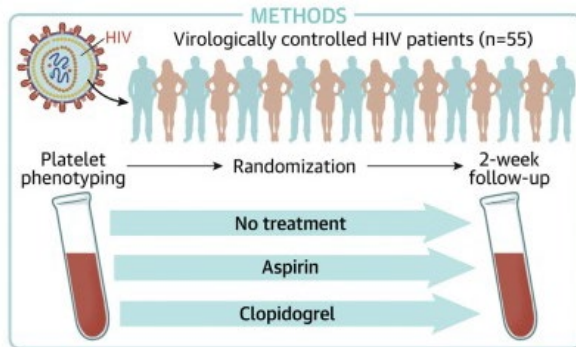 METHODS
HIV
Virologically controlled HIV patients (n=55)
Platelet
phenotyping
Randomization
2-week
follow-up
No treatment
Aspirin
Clopidogrel